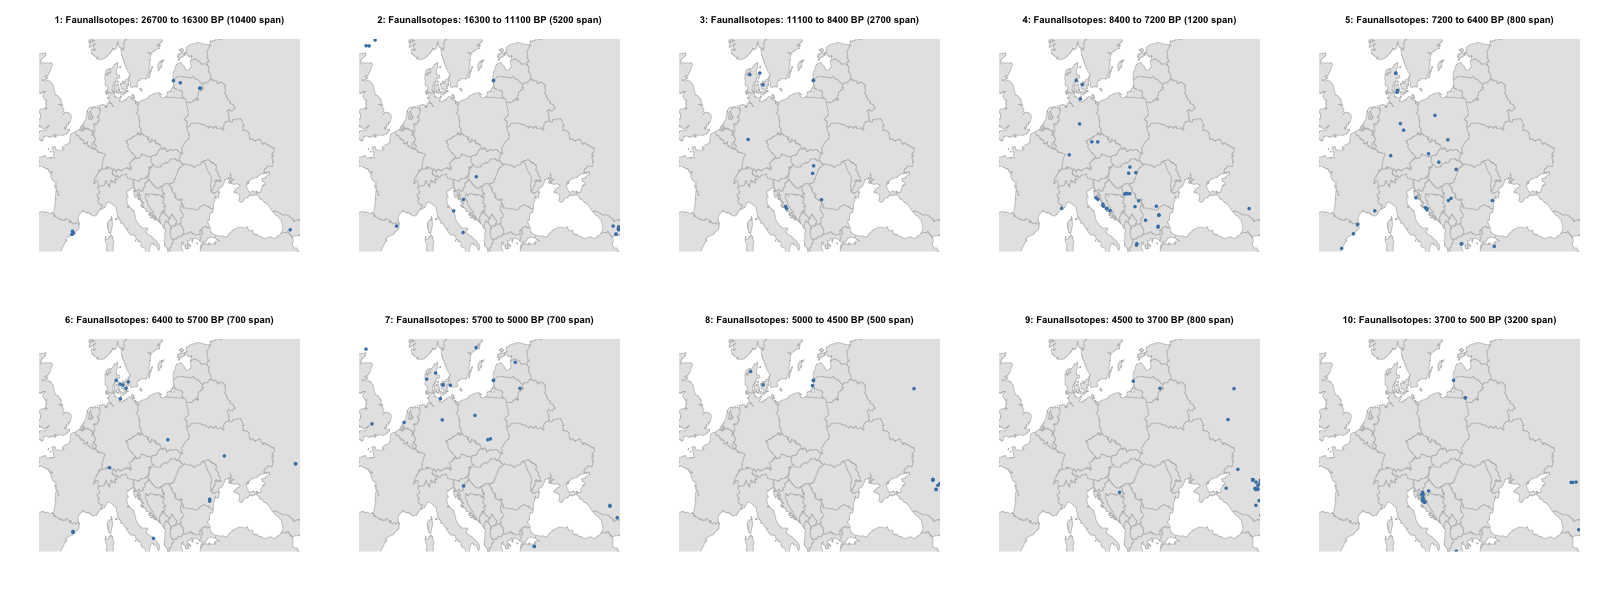 1: FaunalIsotopes: 26700 to 16300 BP (10400 span)
2: FaunalIsotopes: 16300 to 11100 BP (5200 span)
3: FaunalIsotopes: 11100 to 8400 BP (2700 span)
4: FaunalIsotopes: 8400 to 7200 BP (1200 span)
5: FaunalIsotopes: 7200 to 6400 BP (800 span)
6: FaunalIsotopes: 6400 to 5700 BP (700 span)
7: FaunalIsotopes: 5700 to 5000 BP (700 span)
8: FaunalIsotopes: 5000 to 4500 BP (500 span)
9: FaunalIsotopes: 4500 to 3700 BP (800 span)
10: FaunalIsotopes: 3700 to 500 BP (3200 span)